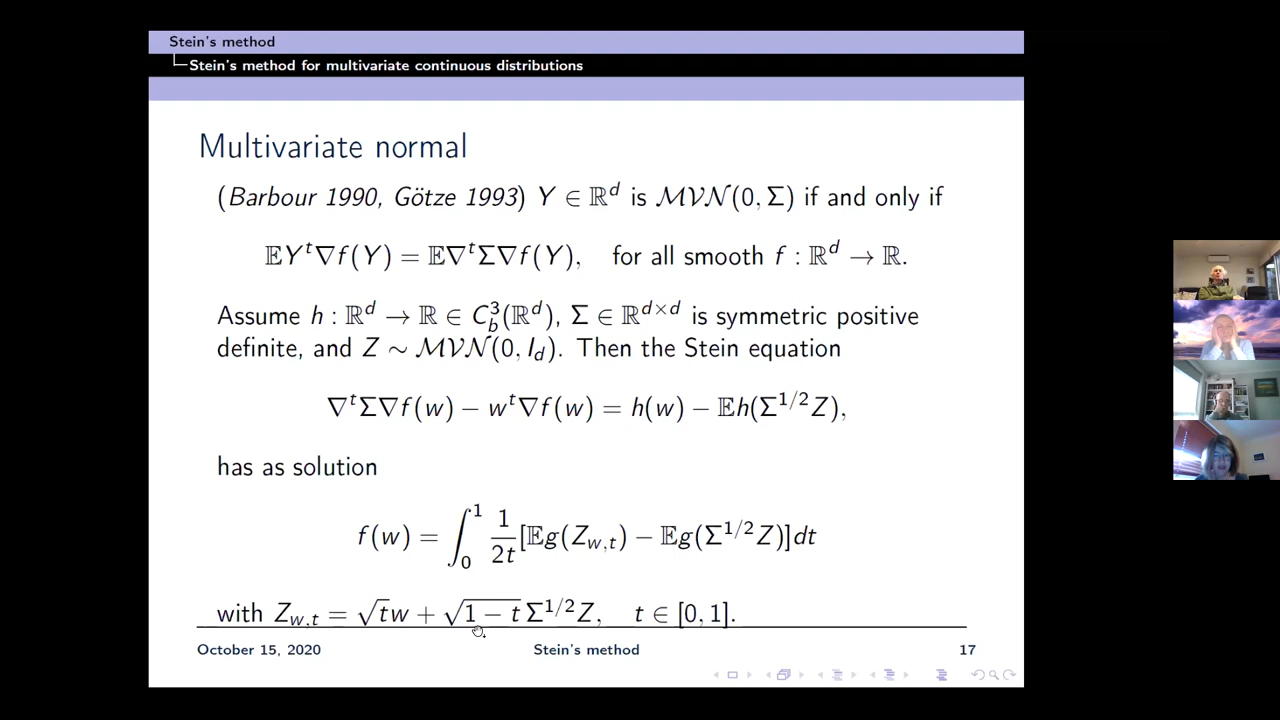 Stein's method
Stein's method for multivariate continuous distributions
Multivariate normal
(Barbour 1990, Götze 1993) Y ∈ ℝ^d is 𝓜𝓥𝓝(0, Σ) if and only if
𝔼Y^t∇f(Y) = 𝔼∇^tΣ∇f(Y), for all smooth f : ℝ^d → ℝ.
Assume h : ℝ^d → ℝ ∈ C_b^3(ℝ^d), Σ ∈ ℝ^{d×d} is symmetric positive
definite, and Z ∼ 𝓜𝓥𝓝(0, I_d). Then the Stein equation
∇^tΣ∇f(w) − w^t∇f(w) = h(w) − 𝔼h(Σ^{1/2}Z),
has as solution
f(w) = ∫_0^1 1/2t [𝔼g(Z_{w,t}) − 𝔼g(Σ^{1/2}Z)]dt
with Z_{w,t} = √t w + √(1 − t) Σ^{1/2}Z, t ∈ [0, 1].
October 15, 2020 Stein's method 17